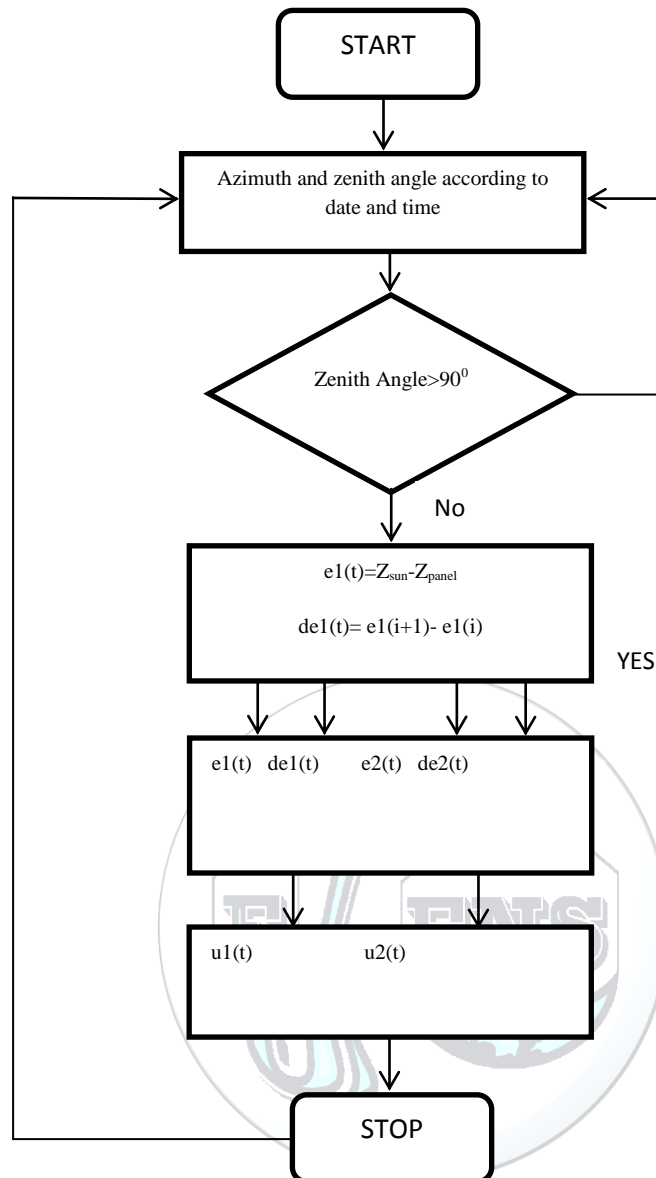 START
Azimuth and zenith angle according to
date and time
Zenith Angle>90⁰
No
e1(t)=Z_sun-Z_panel
de1(t)= e1(i+1)- e1(i)
YES
e1(t) de1(t) e2(t) de2(t)
u1(t) u2(t)
STOP